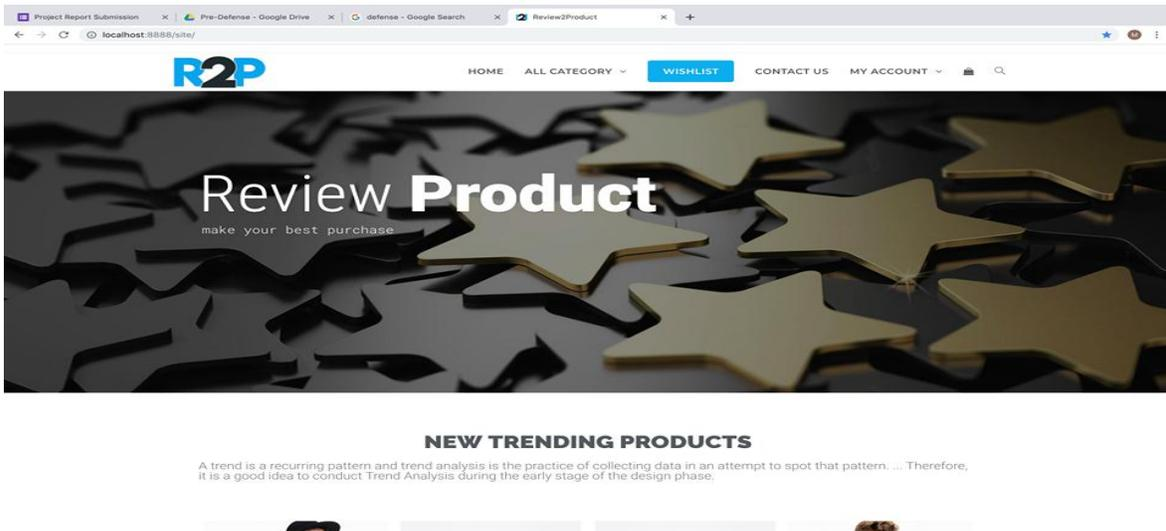 Project Report Submission
Pre-Defense - Google Drive
defense - Google Search
Review2Product
localhost:8888/site/
M
R2P
HOME
ALL CATEGORY
WISHLIST
CONTACT US
MY ACCOUNT
Review Product
make your best purchase
NEW TRENDING PRODUCTS
A trend is a recurring pattern and trend analysis is the practice of collecting data in an attempt to spot that pattern. ... Therefore,
it is a good idea to conduct Trend Analysis during the early stage of the design phase.